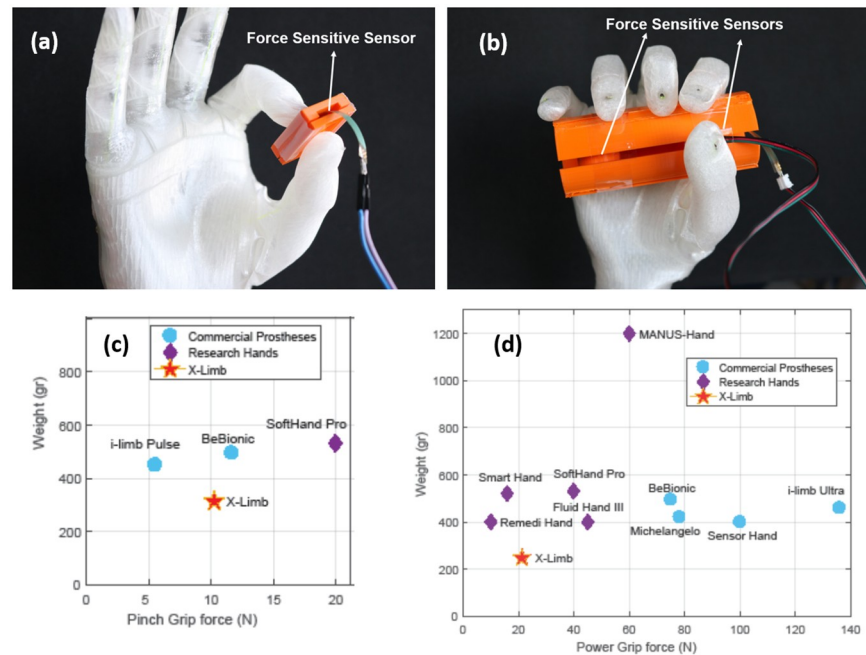 (a)
Force Sensitive Sensor
(b)
Force Sensitive Sensors
(c)
Commercial Prostheses
Research Hands
X-Limb
800
600
400
200
0
Weight (gr)
SoftHand Pro
i-limb Pulse
BeBionic
X-Limb
0
5
10
15
20
Pinch Grip force (N)
(d)
1200
1000
800
600
400
200
0
Weight (gr)
MANUS-Hand
Commercial Prostheses
Research Hands
X-Limb
Smart Hand
SoftHand Pro
BeBionic
i-limb Ultra
Fluid Hand III
Remedi Hand
Michelangelo
Sensor Hand
X-Limb
0
20
40
60
80
100
120
140
Power Grip force (N)